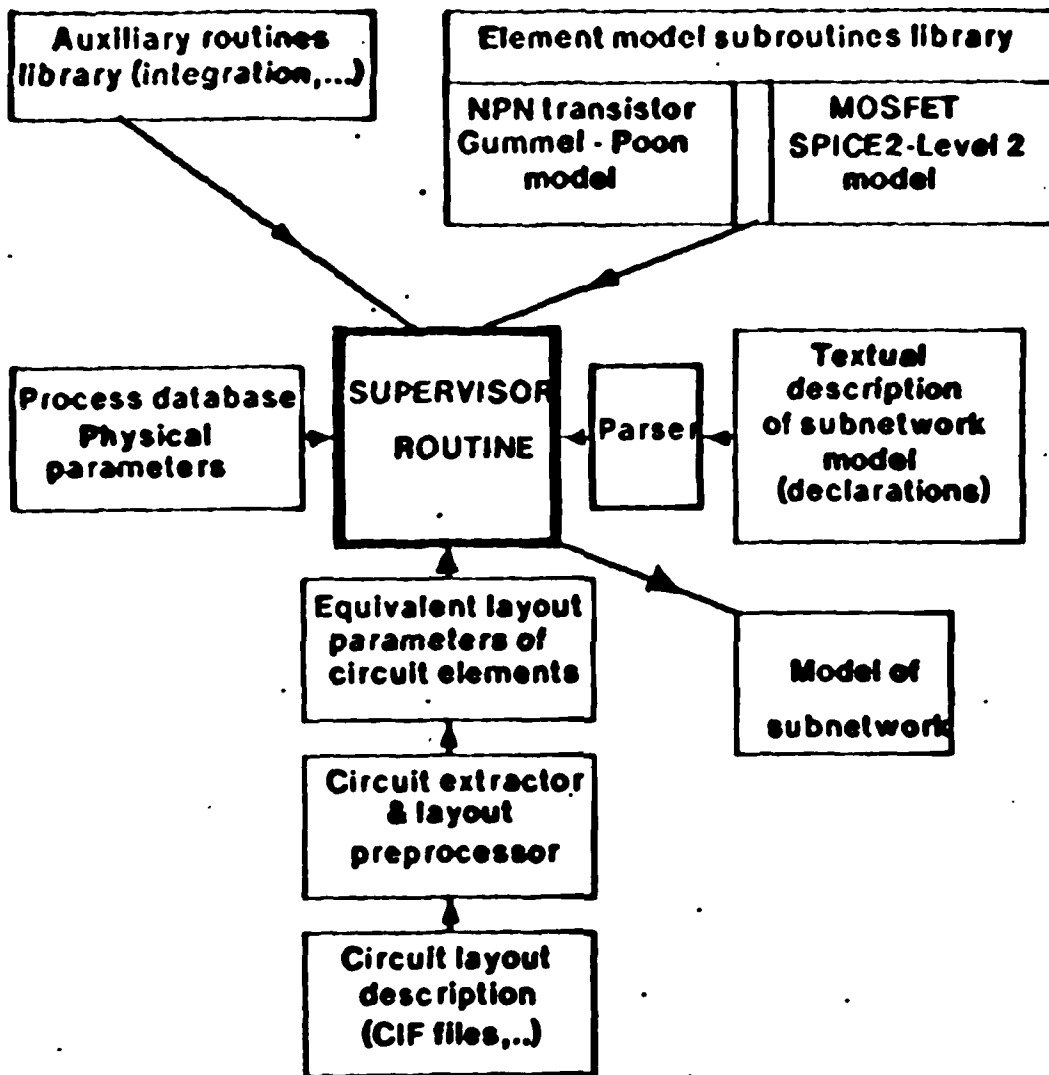 Auxiliary routines
library (integration,...)
Element model subroutines library
NPN transistor
Gummel - Poon
model
MOSFET
SPICE2-Level 2
model
Process database
Physical
parameters
SUPERVISOR
ROUTINE
Parser
Textual
description
of subnetwork
model
(declarations)
Equivalent layout
parameters of
circuit elements
Model of
subnetwork
Circuit extractor
& layout
preprocessor
Circuit layout
description
(CIF files,..)